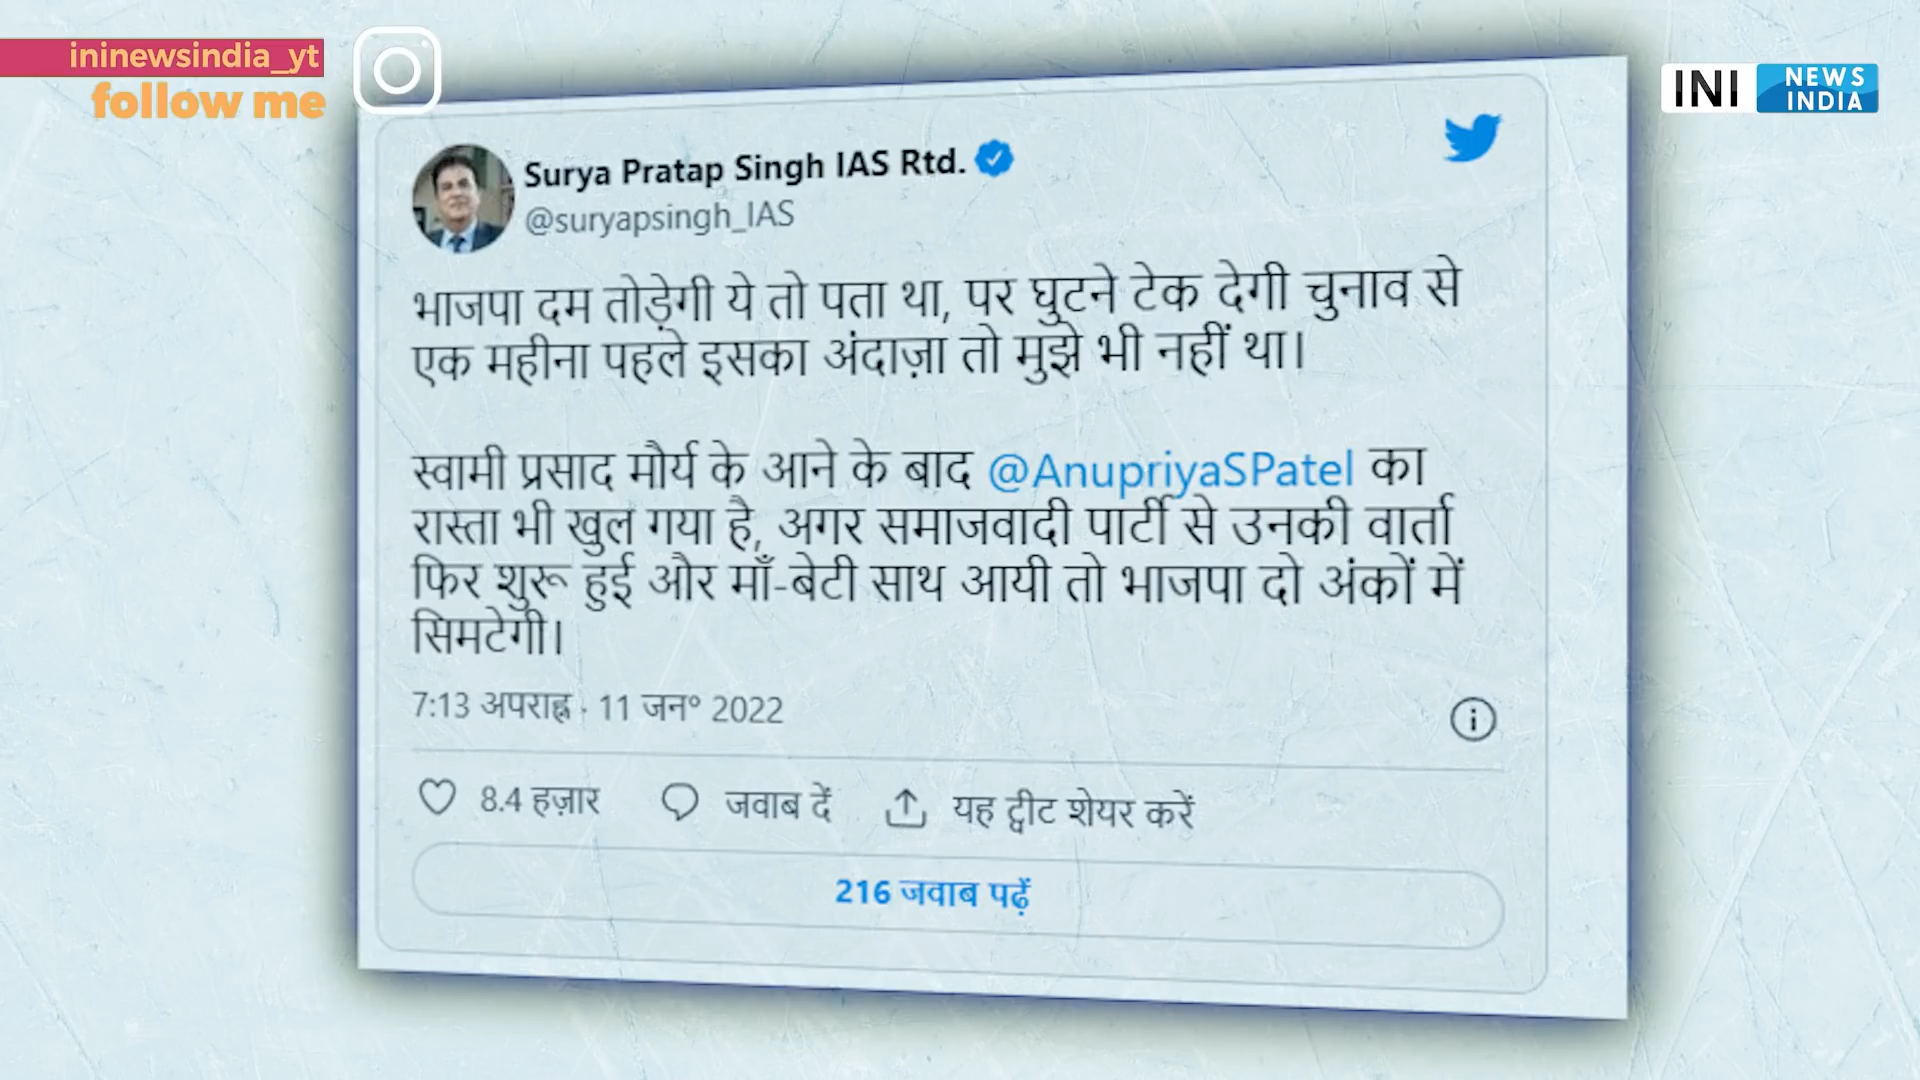 ininewsindia_yt
follow me
INI NEWS INDIA
Surya Pratap Singh IAS Rtd.
@suryapsingh_IAS
भाजपा दम तोड़ेगी ये तो पता था, पर घुटने टेक देगी चुनाव से
एक महीना पहले इसका अंदाज़ा तो मुझे भी नहीं था।
स्वामी प्रसाद मौर्य के आने के बाद @AnupriyaSPatel का
रास्ता भी खुल गया है, अगर समाजवादी पार्टी से उनकी वार्ता
फिर शुरू हुई और माँ-बेटी साथ आयी तो भाजपा दो अंकों में
सिमटेगी।
7:13 अपराह्न · 11 जन॰ 2022
8.4 हज़ार जवाब दें यह ट्वीट शेयर करें
216 जवाब पढ़ें